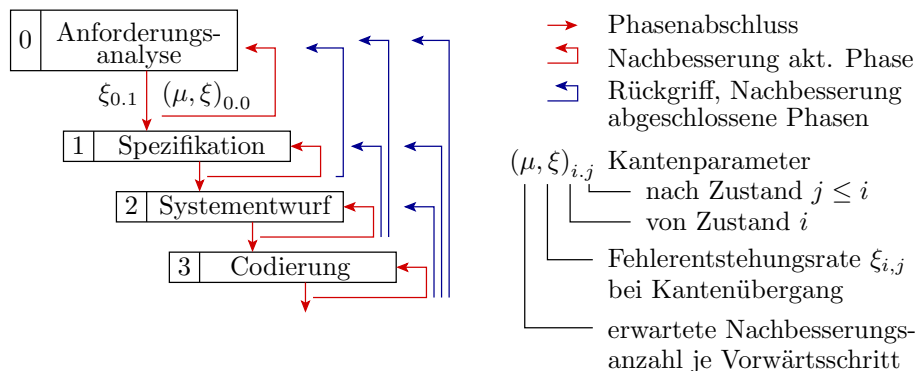 0 Anforderungs-
analyse
ξ0.1 (μ, ξ)0.0
1 Spezifikation
2 Systementwurf
3 Codierung
Phasenabschluss
Nachbesserung akt. Phase
Rückgriff, Nachbesserung
abgeschlossene Phasen
(μ, ξ)i.j Kantenparameter
nach Zustand j ≤ i
von Zustand i
Fehlerentstehungsrate ξi,j
bei Kantenübergang
erwartete Nachbesserungs-
anzahl je Vorwärtsschritt